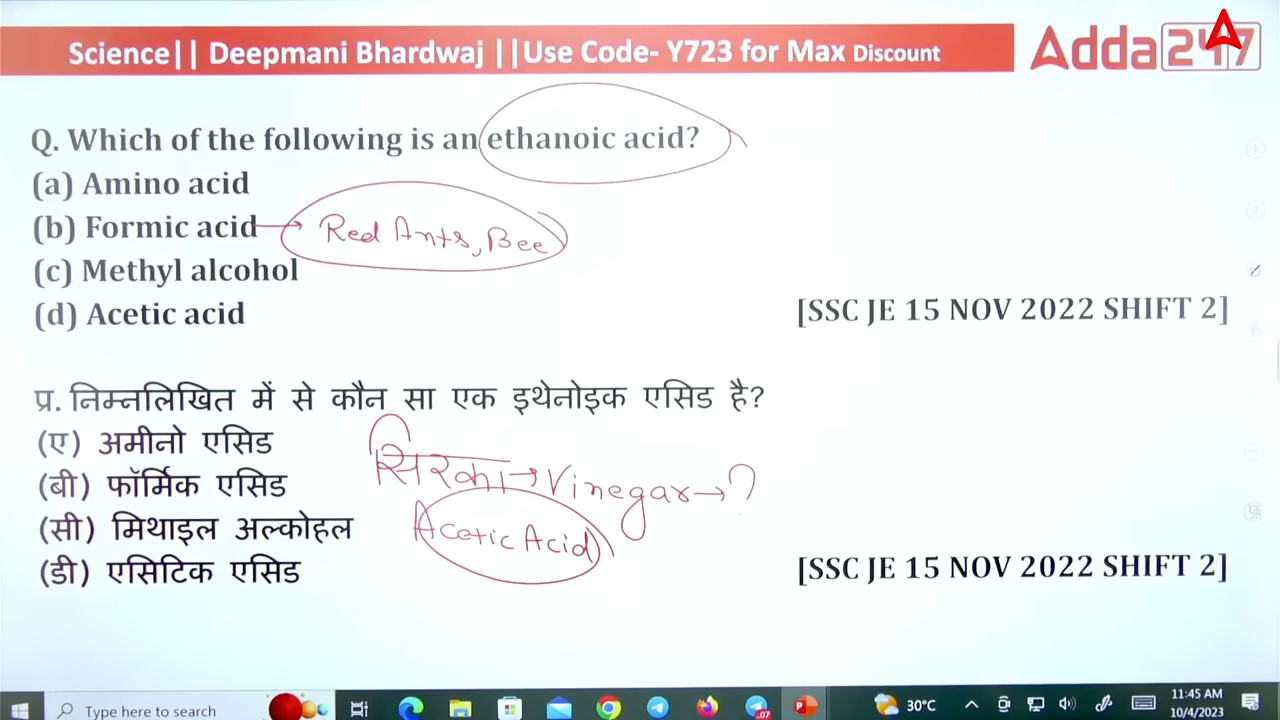 Science|| Deepmani Bhardwaj ||Use Code- Y723 for Max Discount
Adda247
Q. Which of the following is an ethanoic acid?
(a) Amino acid
(b) Formic acid → Red Ants, Bee
(c) Methyl alcohol
(d) Acetic acid
[SSC JE 15 NOV 2022 SHIFT 2]
प्र. निम्नलिखित में से कौन सा एक इथेनोइक एसिड है?
(ए) अमीनो एसिड
(बी) फॉर्मिक एसिड
सिरका → Vinegar → ?
(सी) मिथाइल अल्कोहल
Acetic Acid
(डी) एसिटिक एसिड
[SSC JE 15 NOV 2022 SHIFT 2]
Type here to search
.07
30°C
11:45 AM
10/4/2023